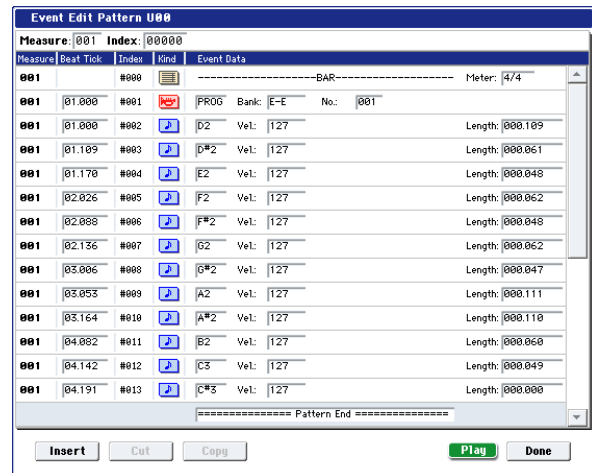 Event Edit Pattern U00
Measure: 001 Index: 00000
Measure Beat Tick Index Kind Event Data
001 #000 --------------------BAR-------------------- Meter: 4/4
001 01.000 #001 PROG Bank: E-E No.: 001
001 01.000 #002 D2 Vel.: 127 Length: 000.109
001 01.109 #003 D#2 Vel.: 127 Length: 000.061
001 01.170 #004 E2 Vel.: 127 Length: 000.048
001 02.026 #005 F2 Vel.: 127 Length: 000.062
001 02.088 #006 F#2 Vel.: 127 Length: 000.048
001 02.136 #007 G2 Vel.: 127 Length: 000.062
001 03.006 #008 G#2 Vel.: 127 Length: 000.047
001 03.053 #009 A2 Vel.: 127 Length: 000.111
001 03.164 #010 A#2 Vel.: 127 Length: 000.110
001 04.082 #011 B2 Vel.: 127 Length: 000.060
001 04.142 #012 C3 Vel.: 127 Length: 000.049
001 04.191 #013 C#3 Vel.: 127 Length: 000.000
=============== Pattern End ===============
Insert Cut Copy Play Done